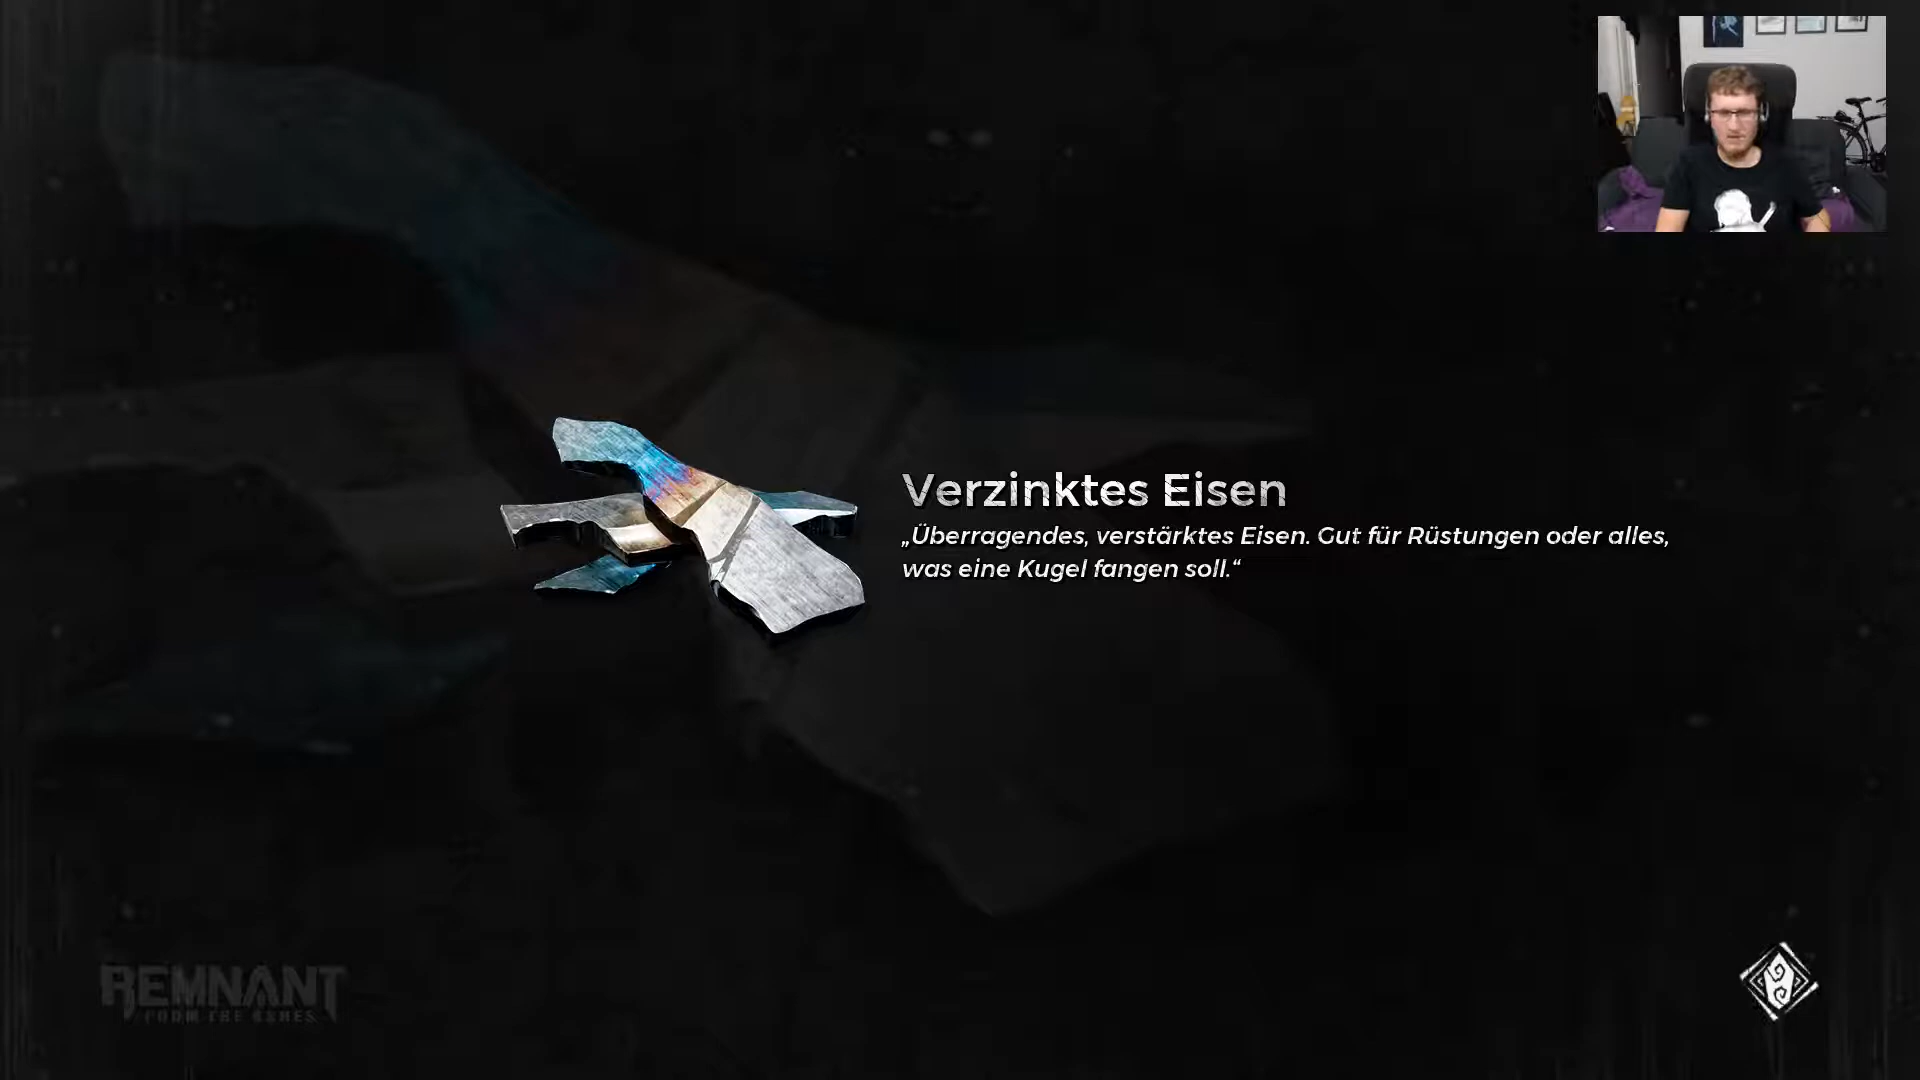 Verzinktes Eisen
„Überragendes, verstärktes Eisen. Gut für Rüstungen oder alles,
was eine Kugel fangen soll.“
REMNANT
FROM THE ASHES